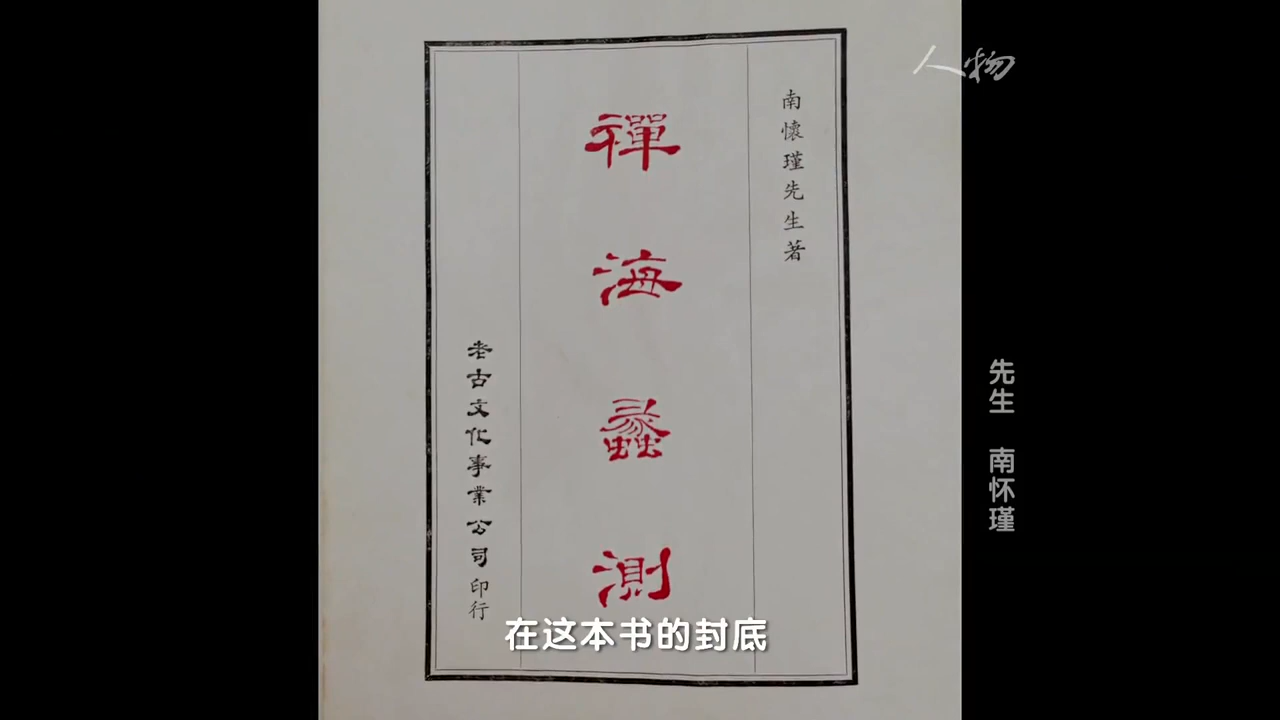 人物
南懷瑾先生著
禪海蠡測
老古文化事業公司印行
先生 南怀瑾
在这本书的封底